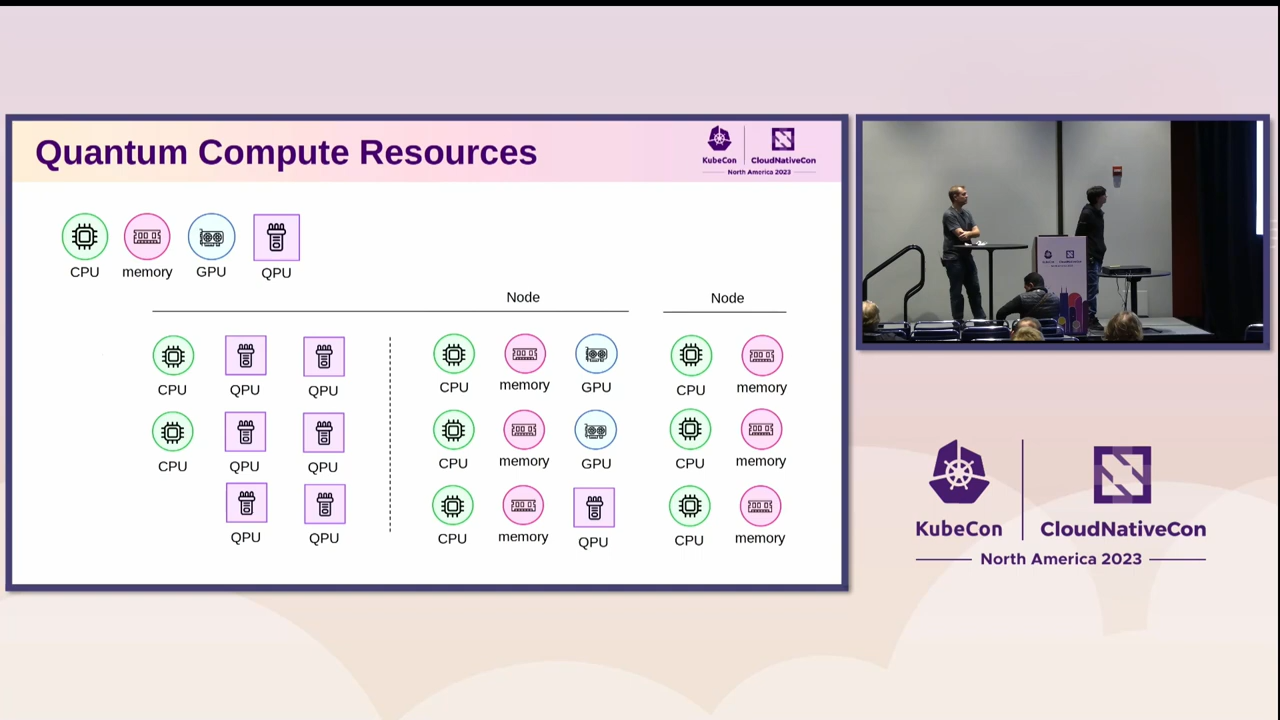 Quantum Compute Resources
KubeCon
CloudNativeCon
North America 2023
CPU memory GPU QPU
Node Node
CPU QPU QPU CPU memory GPU CPU memory
CPU QPU QPU CPU memory GPU CPU memory
QPU QPU CPU memory QPU CPU memory
KubeCon CloudNativeCon
North America 2023